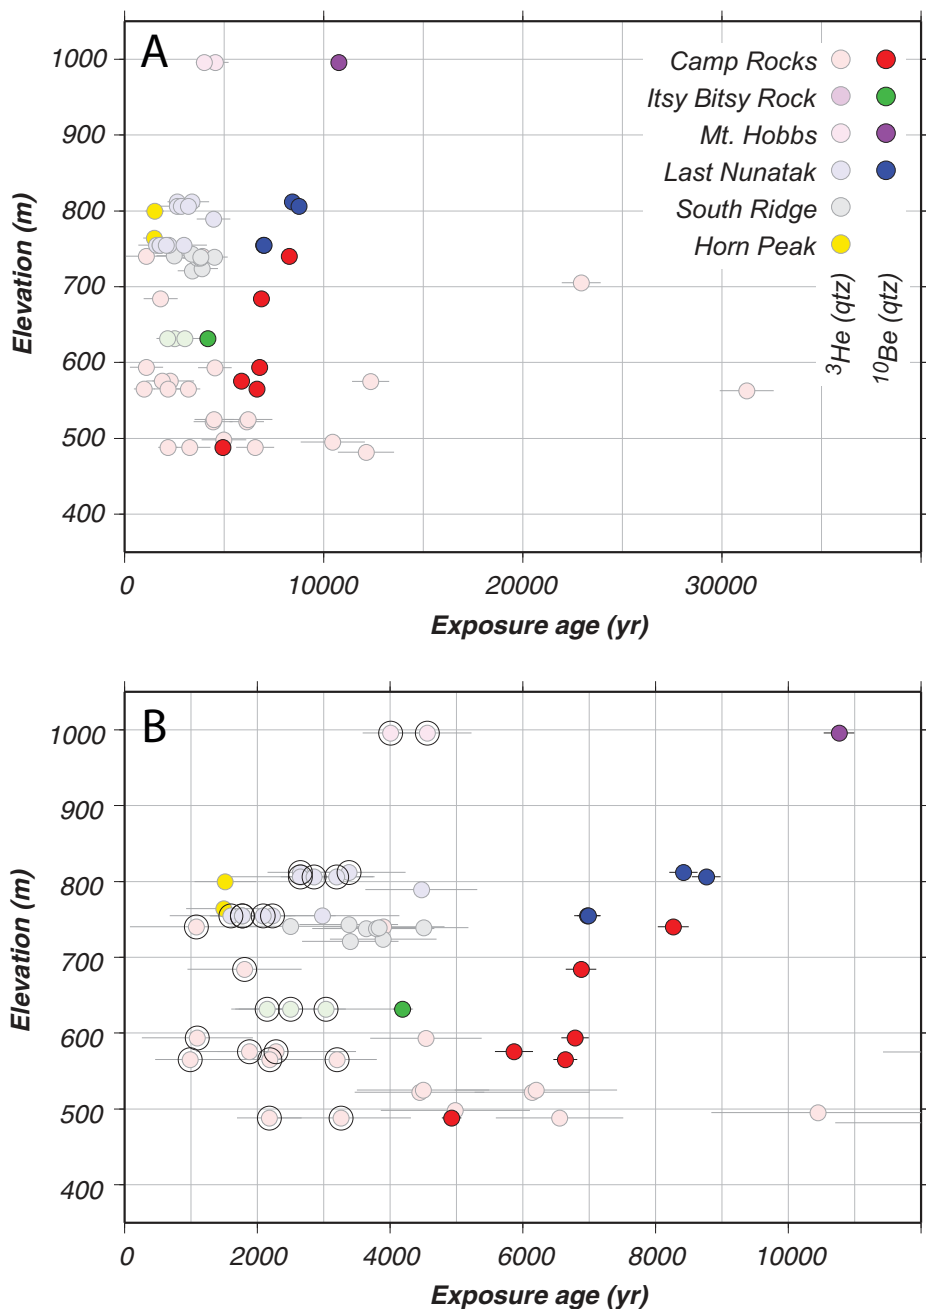 A
1000
900
800
700
600
500
400
Elevation (m)
Camp Rocks
Itsy Bitsy Rock
Mt. Hobbs
Last Nunatak
South Ridge
Horn Peak
³He (qtz)
¹⁰Be (qtz)
0 10000 20000 30000
Exposure age (yr)
B
1000
900
800
700
600
500
400
Elevation (m)
0 2000 4000 6000 8000 10000
Exposure age (yr)